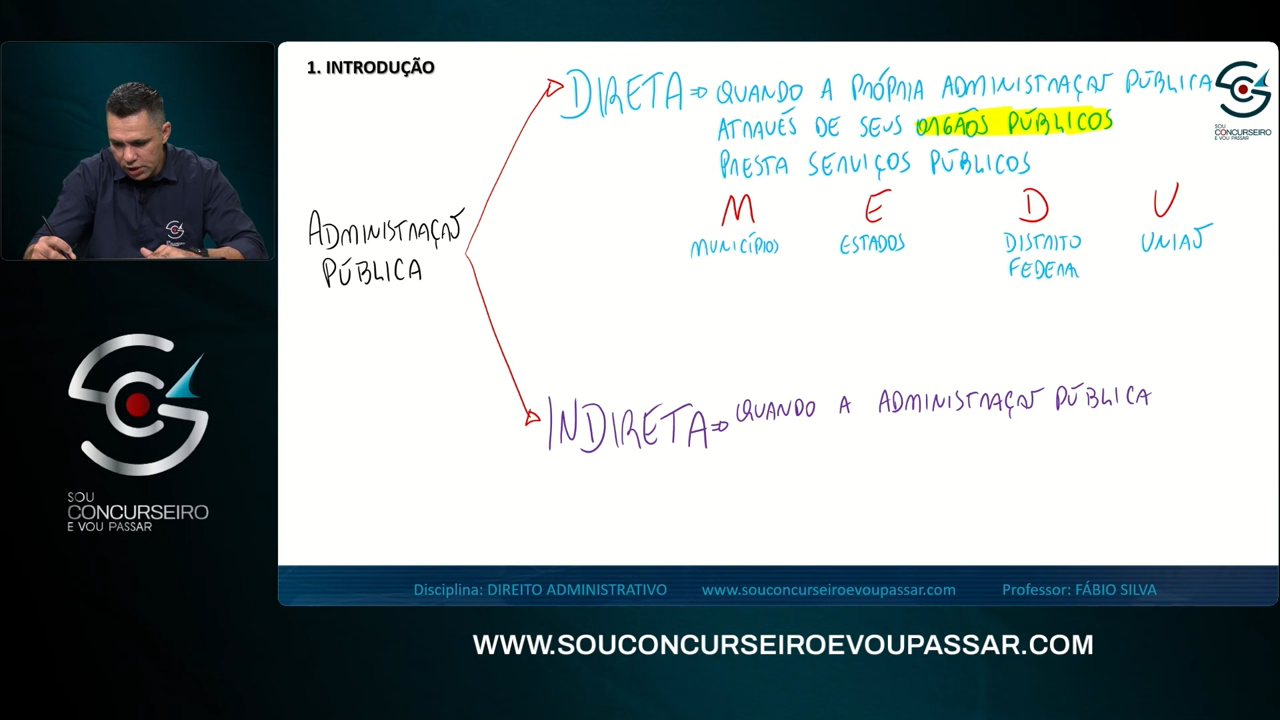 1. INTRODUÇÃO
DIRETA ⇒ QUANDO A PRÓPRIA ADMINISTRAÇÃO PÚBLICA
ATRAVÉS DE SEUS ORGÃOS PÚBLICOS
PRESTA SERVIÇOS PÚBLICOS
M E D U
MUNICÍPIOS ESTADOS DISTRITO UNIÃO
FEDERAL
ADMINISTRAÇÃO
PÚBLICA
INDIRETA ⇒ QUANDO A ADMINISTRAÇÃO PÚBLICA
SOU
CONCURSEIRO
E VOU PASSAR
SOU
CONCURSEIRO
E VOU PASSAR
Disciplina: DIREITO ADMINISTRATIVO www.souconcurseiroevoupassar.com Professor: FÁBIO SILVA
WWW.SOUCONCURSEIROEVOUPASSAR.COM